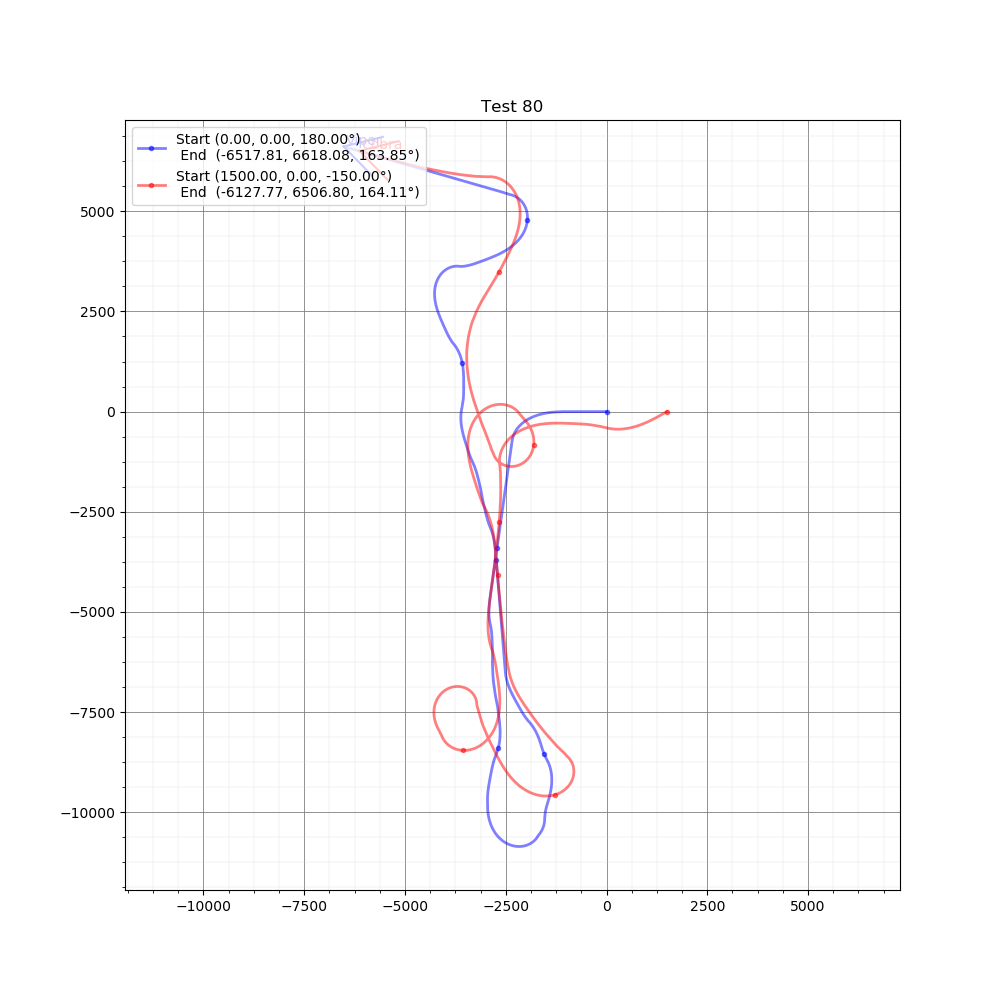 Test 80
Start (0.00, 0.00, 180.00°)
End (-6517.81, 6618.08, 163.85°)
Start (1500.00, 0.00, -150.00°)
End (-6127.77, 6506.80, 164.11°)
5000
2500
0
−2500
−5000
−7500
−10000
−10000 −7500 −5000 −2500 0 2500 5000